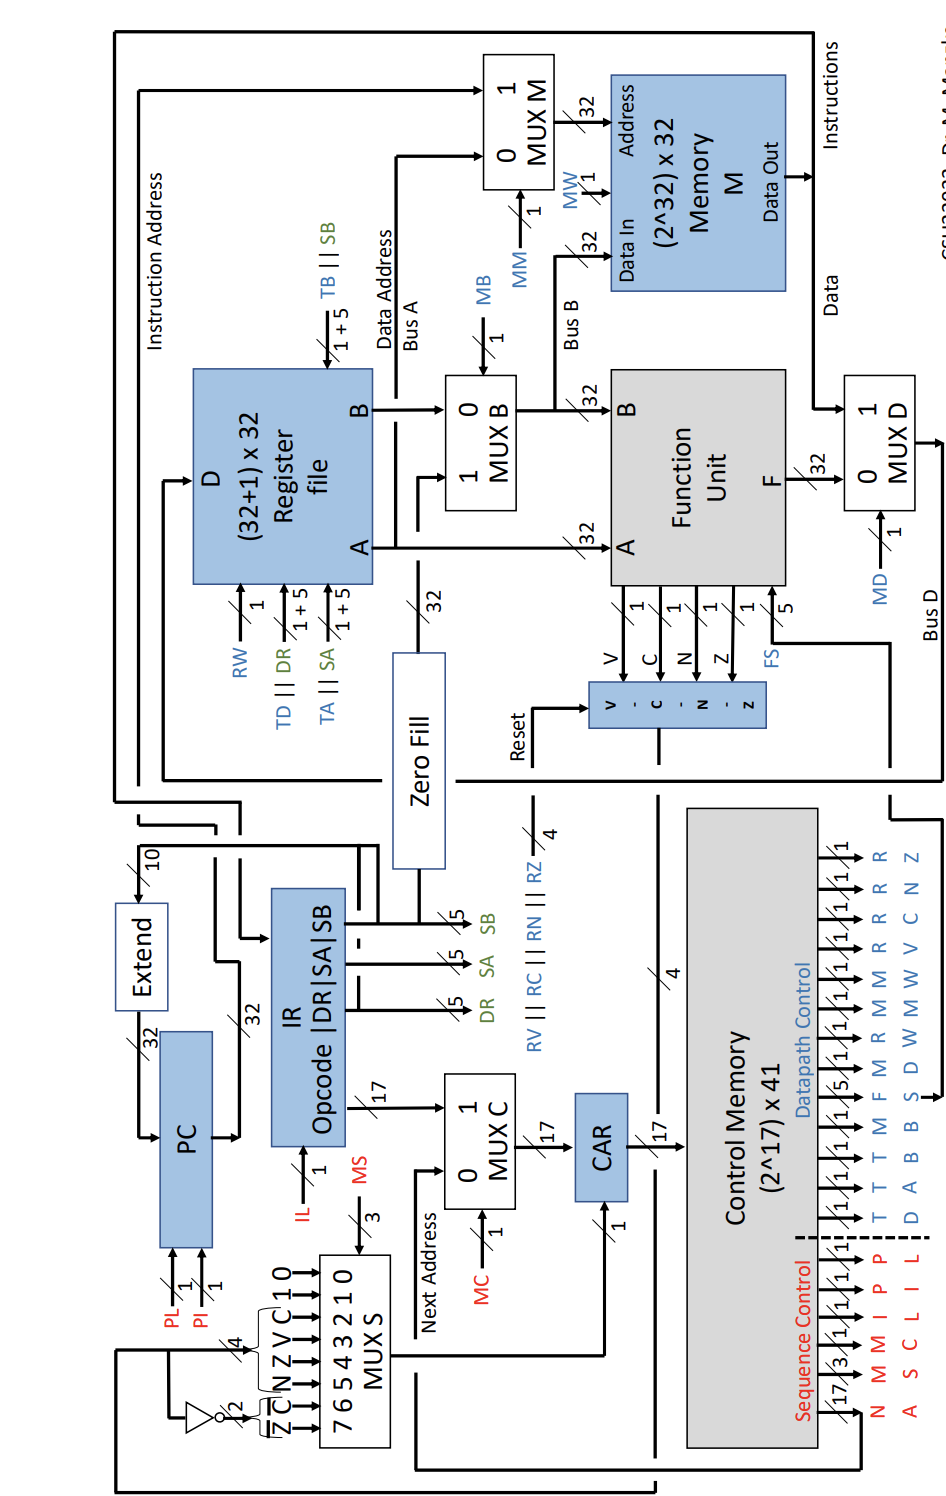 PL
1
PI
1
PC
32
Extend
10
Instruction Address
32
4
2
Z C N Z V C 1 0
7 6 5 4 3 2 1 0
MUX S
MS
3
IL
1
IR
Opcode |DR|SA|SB
17
5
5
5
DR SA SB
Zero Fill
32
RW
1
TD || DR
1 + 5
TA || SA
1 + 5
D
(32+1) x 32
Register
file
A
B
TB || SB
1 + 5
Data Address
Bus A
0 1
MUX M
MM
1
32
Next Address
0 1
MUX C
MC
1
17
CAR
1
17
4
RV || RC || RN || RZ
4
Reset
1 0
MUX B
MB
1
32
32
Bus B
32
MW
1
Data In
Address
(2^32) x 32
Memory
M
Data Out
V
C
N
Z
1
1
1
1
FS
5
V - C - N - Z
A
B
Function
Unit
F
32
MD
1
0 1
MUX D
Bus D
Data
Instructions
Control Memory
(2^17) x 41
Sequence Control
Datapath Control
17 3 1 1 1 1 1 1 1 1 5 1 1 1 1 1 1 1 1
N M M I P P T T T M F M R M M R R R R
A S C L I L D A B B S D W M W V C N Z